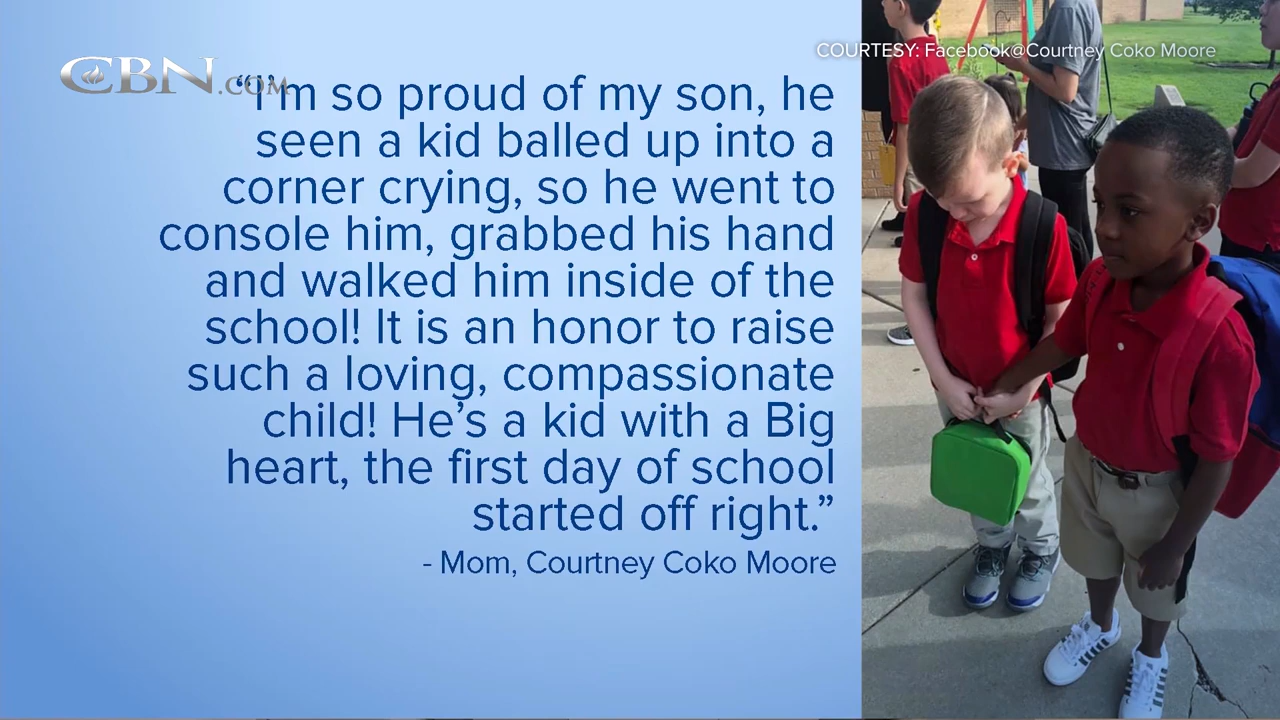 CBN.COM
COURTESY: Facebook@Courtney Coko Moore
“I’m so proud of my son, he
seen a kid balled up into a
corner crying, so he went to
console him, grabbed his hand
and walked him inside of the
school! It is an honor to raise
such a loving, compassionate
child! He’s a kid with a Big
heart, the first day of school
started off right.”
- Mom, Courtney Coko Moore